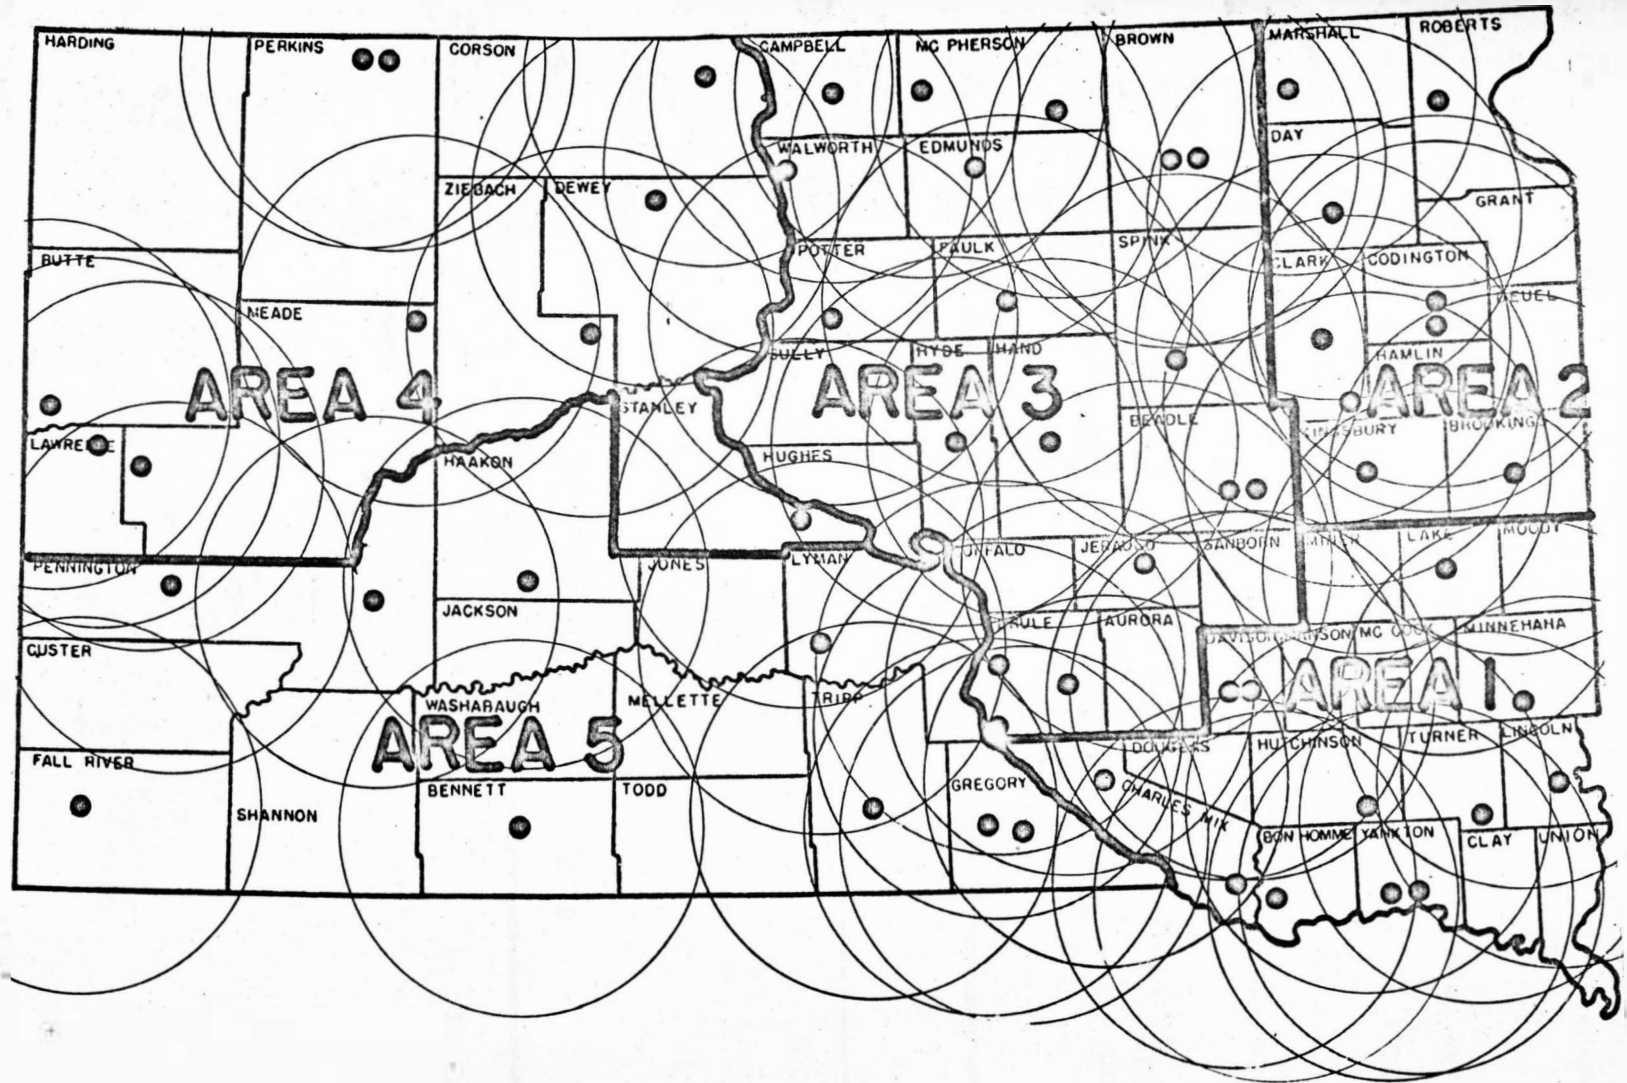 HARDING
PERKINS
CORSON
CAMPBELL
MC PHERSON
BROWN
MARSHALL
ROBERTS
DAY
WALWORTH
EDMUNDS
ZIEBACH
DEWEY
GRANT
BUTTE
POTTER
FAULK
SPINK
CLARK
CODINGTON
DEUEL
MEADE
SULLY
HYDE
HAND
HAMLIN
AREA 4
AREA 3
AREA 2
STANLEY
BEADLE
KINGSBURY
BROOKINGS
LAWRENCE
HAAKON
HUGHES
PENNINGTON
JONES
LYMAN
BUFFALO
JERAULD
SANBORN
MINER
LAKE
MOODY
JACKSON
BRULE
AURORA
DAVISON
HANSON
MC COOK
MINNEHAHA
CUSTER
AREA 1
WASHABAUGH
MELLETTE
TRIPP
AREA 5
DOUGLAS
HUTCHINSON
TURNER
LINCOLN
FALL RIVER
SHANNON
BENNETT
TODD
GREGORY
CHARLES MIX
BON HOMME
YANKTON
CLAY
UNION